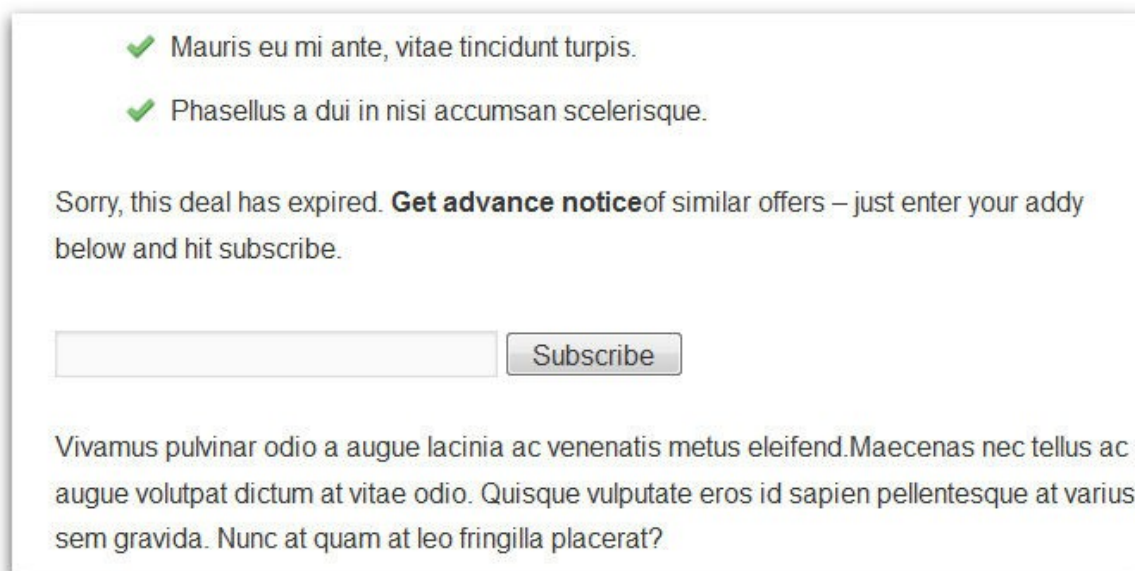 Mauris eu mi ante, vitae tincidunt turpis.
Phasellus a dui in nisi accumsan scelerisque.
Sorry, this deal has expired. Get advance noticeof similar offers – just enter your addy
below and hit subscribe.
Subscribe
Vivamus pulvinar odio a augue lacinia ac venenatis metus eleifend.Maecenas nec tellus ac
augue volutpat dictum at vitae odio. Quisque vulputate eros id sapien pellentesque at varius
sem gravida. Nunc at quam at leo fringilla placerat?